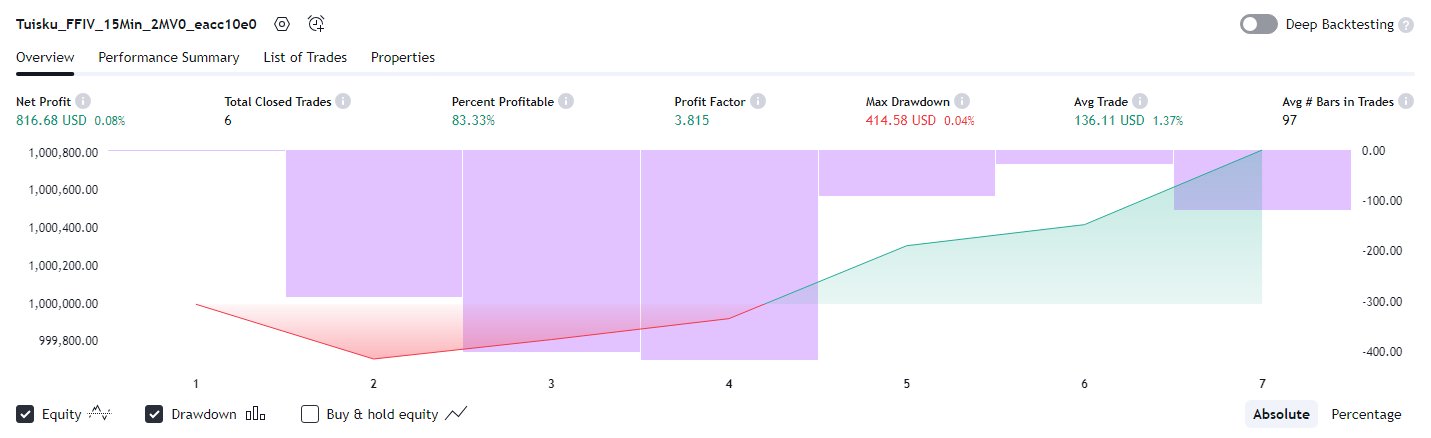 Tuisku_FFIV_15Min_2MV0_eacc10e0 Deep Backtesting ?
Overview Performance Summary List of Trades Properties
Net Profit i Total Closed Trades i Percent Profitable i Profit Factor i Max Drawdown i Avg Trade i Avg # Bars in Trades i
816.68 USD 0.08% 6 83.33% 3.815 414.58 USD 0.04% 136.11 USD 1.37% 97
1,000,800.00 0.00
1,000,600.00 -100.00
1,000,400.00 -200.00
1,000,200.00
1,000,000.00 -300.00
999,800.00 -400.00
1 2 3 4 5 6 7
Equity Drawdown Buy & hold equity Absolute Percentage